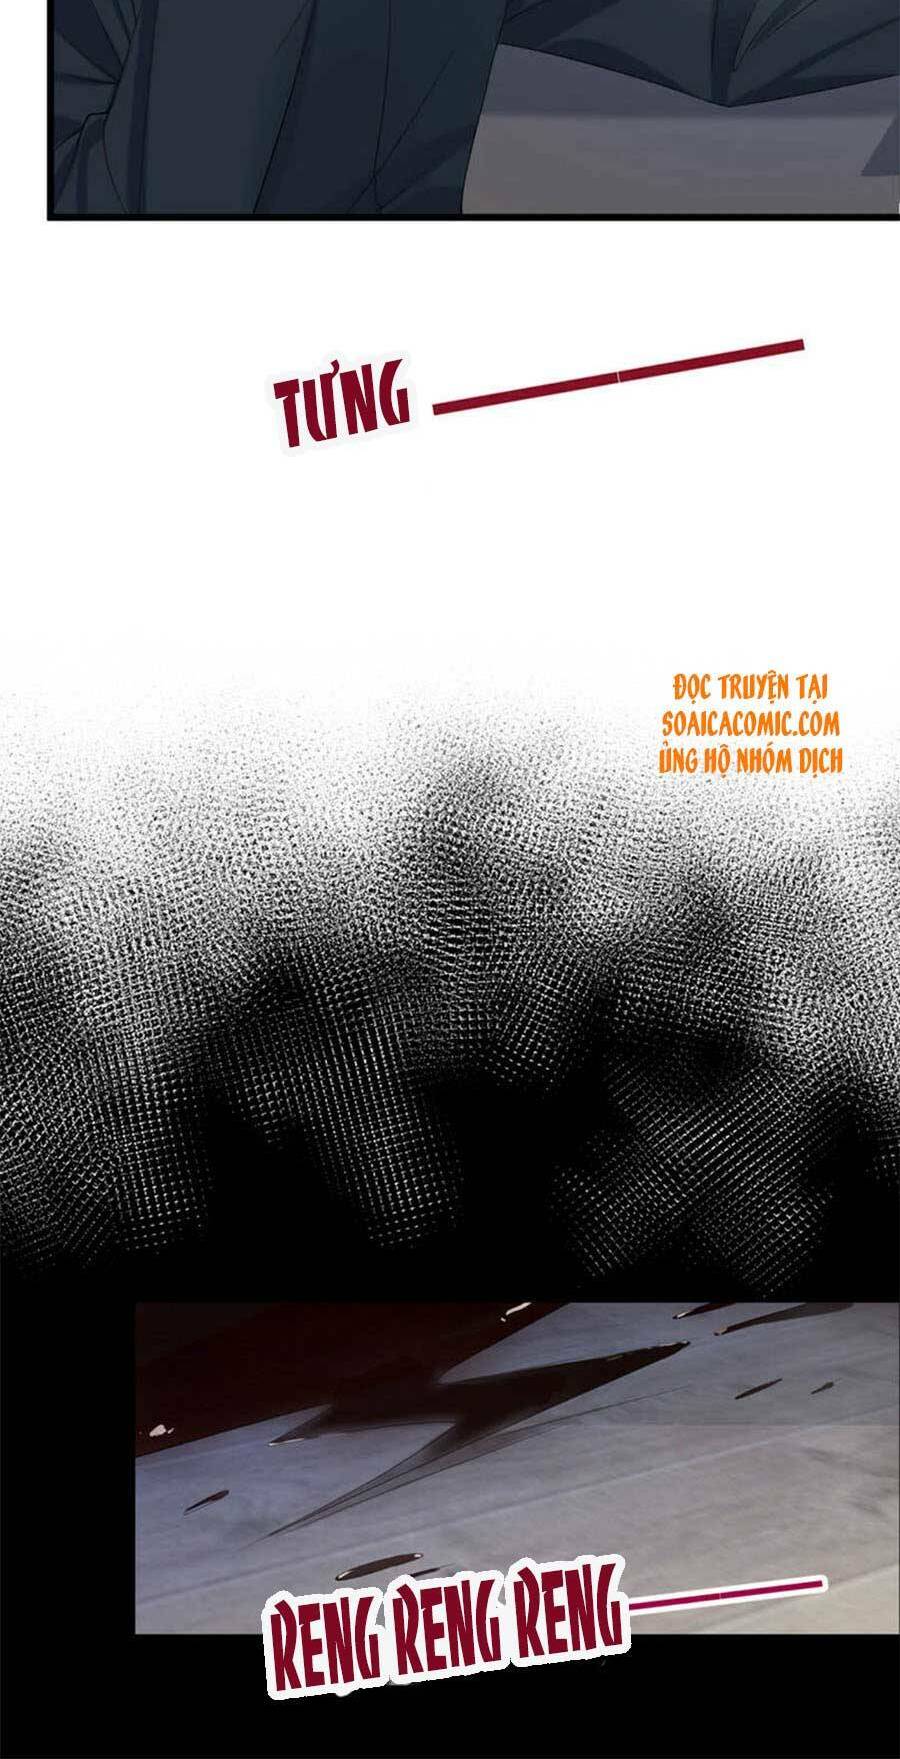 TƯNG
ĐỌC TRUYỆN TẠI
SOAICACOMIC.COM
ỦNG HỘ NHÓM DỊCH
RENG RENG RENG